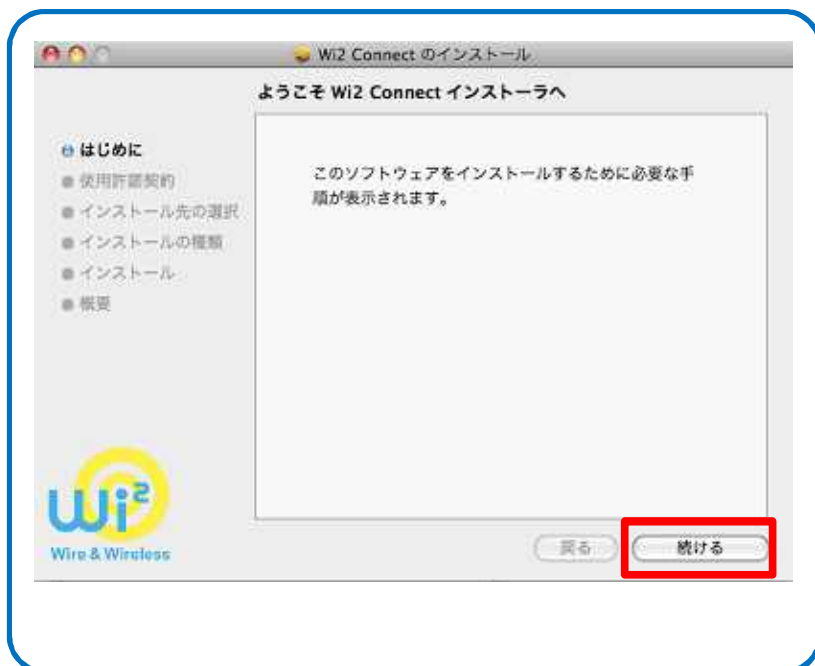 Wi2 Connect のインストール
ようこそ Wi2 Connect インストーラへ
はじめに
使用許諾契約
インストール先の選択
インストールの種類
インストール
概要
このソフトウェアをインストールするために必要な手
順が表示されます。
Wi²
Wire & Wireless
戻る
続ける